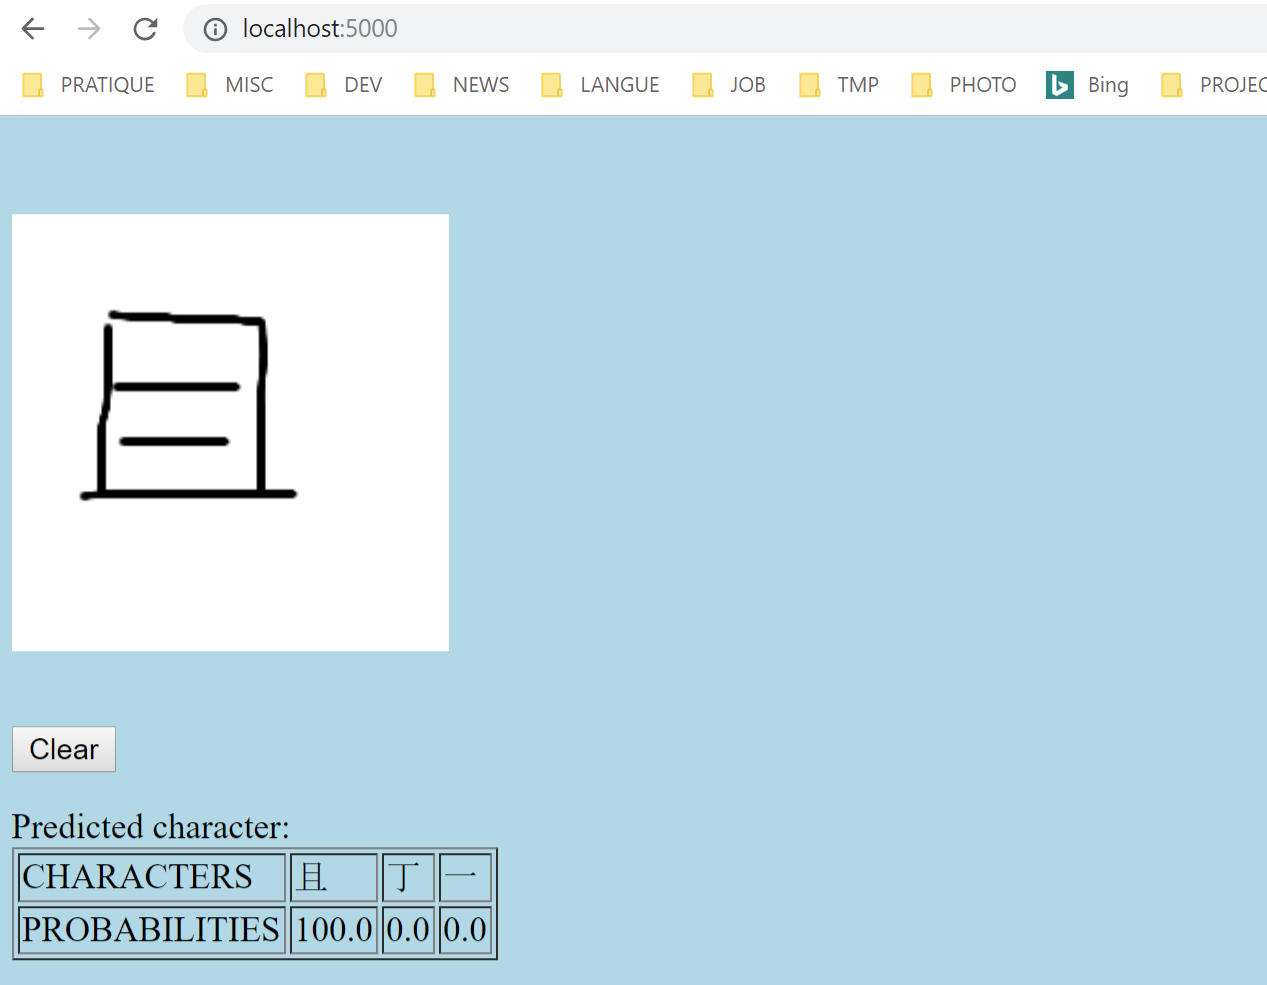 localhost:5000
PRATIQUE MISC DEV NEWS LANGUE JOB TMP PHOTO Bing PROJEC
且
Clear
Predicted character:
CHARACTERS 且 丁 一
PROBABILITIES 100.0 0.0 0.0